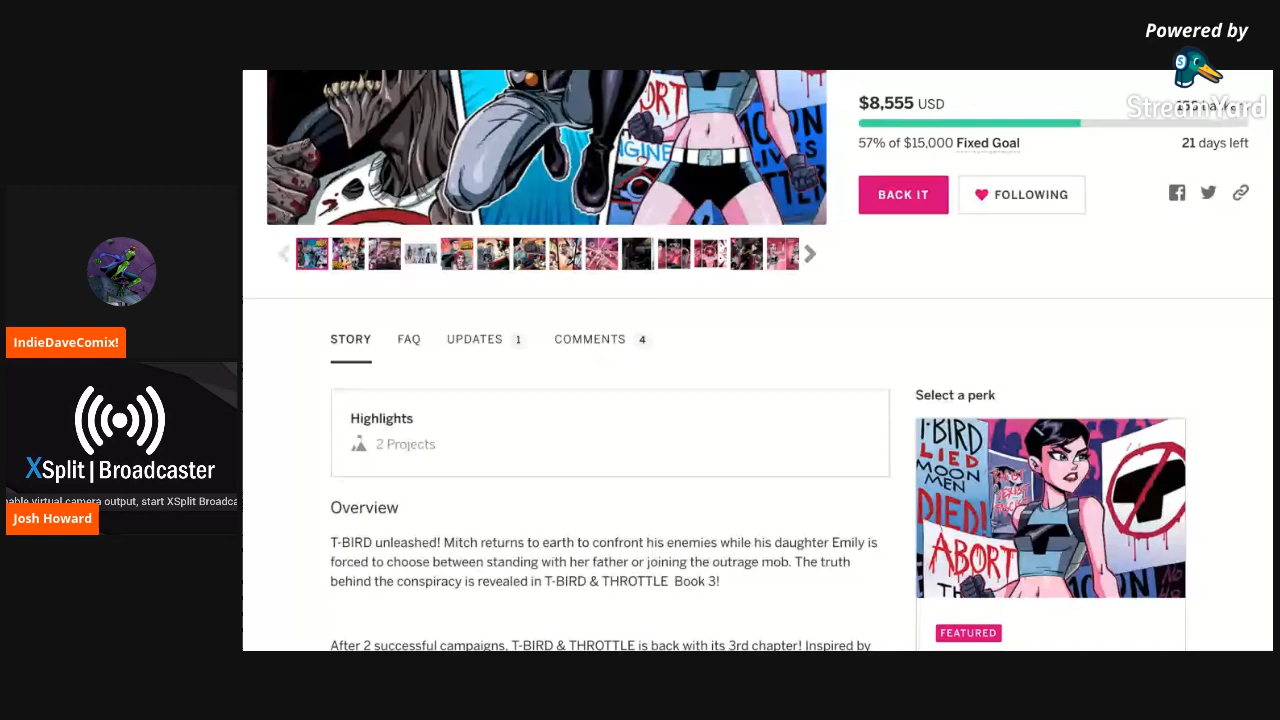 Powered by
StreamYard
$8,555 USD
57% of $15,000 Fixed Goal
21 days left
BACK IT
FOLLOWING
IndieDaveComix!
XSplit | Broadcaster
Josh Howard
STORY
FAQ
UPDATES 1
COMMENTS 4
Highlights
2 Projects
Overview
T-BIRD unleashed! Mitch returns to earth to confront his enemies while his daughter Emily is
forced to choose between standing with her father or joining the outrage mob. The truth
behind the conspiracy is revealed in T-BIRD & THROTTLE Book 3!
After 2 successful campaigns, T-BIRD & THROTTLE is back with its 3rd chapter! Inspired by
Select a perk
T-BIRD
LIED
MOON
MEN
DIED!
ABORT
FEATURED